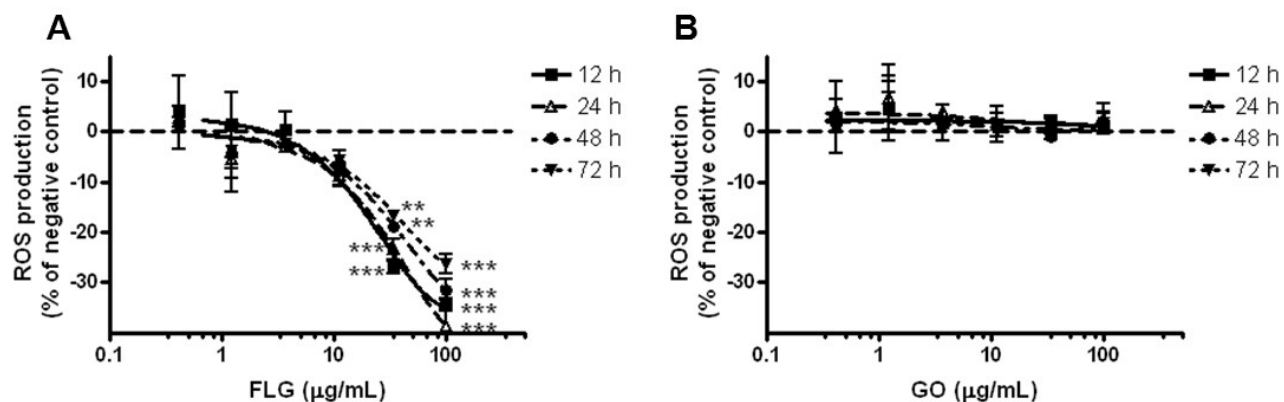 A
ROS production
(% of negative control)
10
0
-10
-20
-30
0.1
1
10
100
FLG (µg/mL)
12 h
24 h
48 h
72 h
**
**
***
***
***
***
***
***
B
ROS production
(% of negative control)
10
0
-10
-20
-30
0.1
1
10
100
GO (µg/mL)
12 h
24 h
48 h
72 h